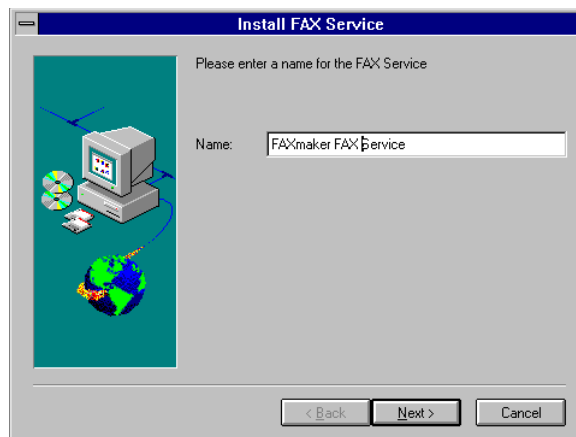 Install FAX Service
Please enter a name for the FAX Service
Name: FAXmaker FAX Service
< Back Next > Cancel